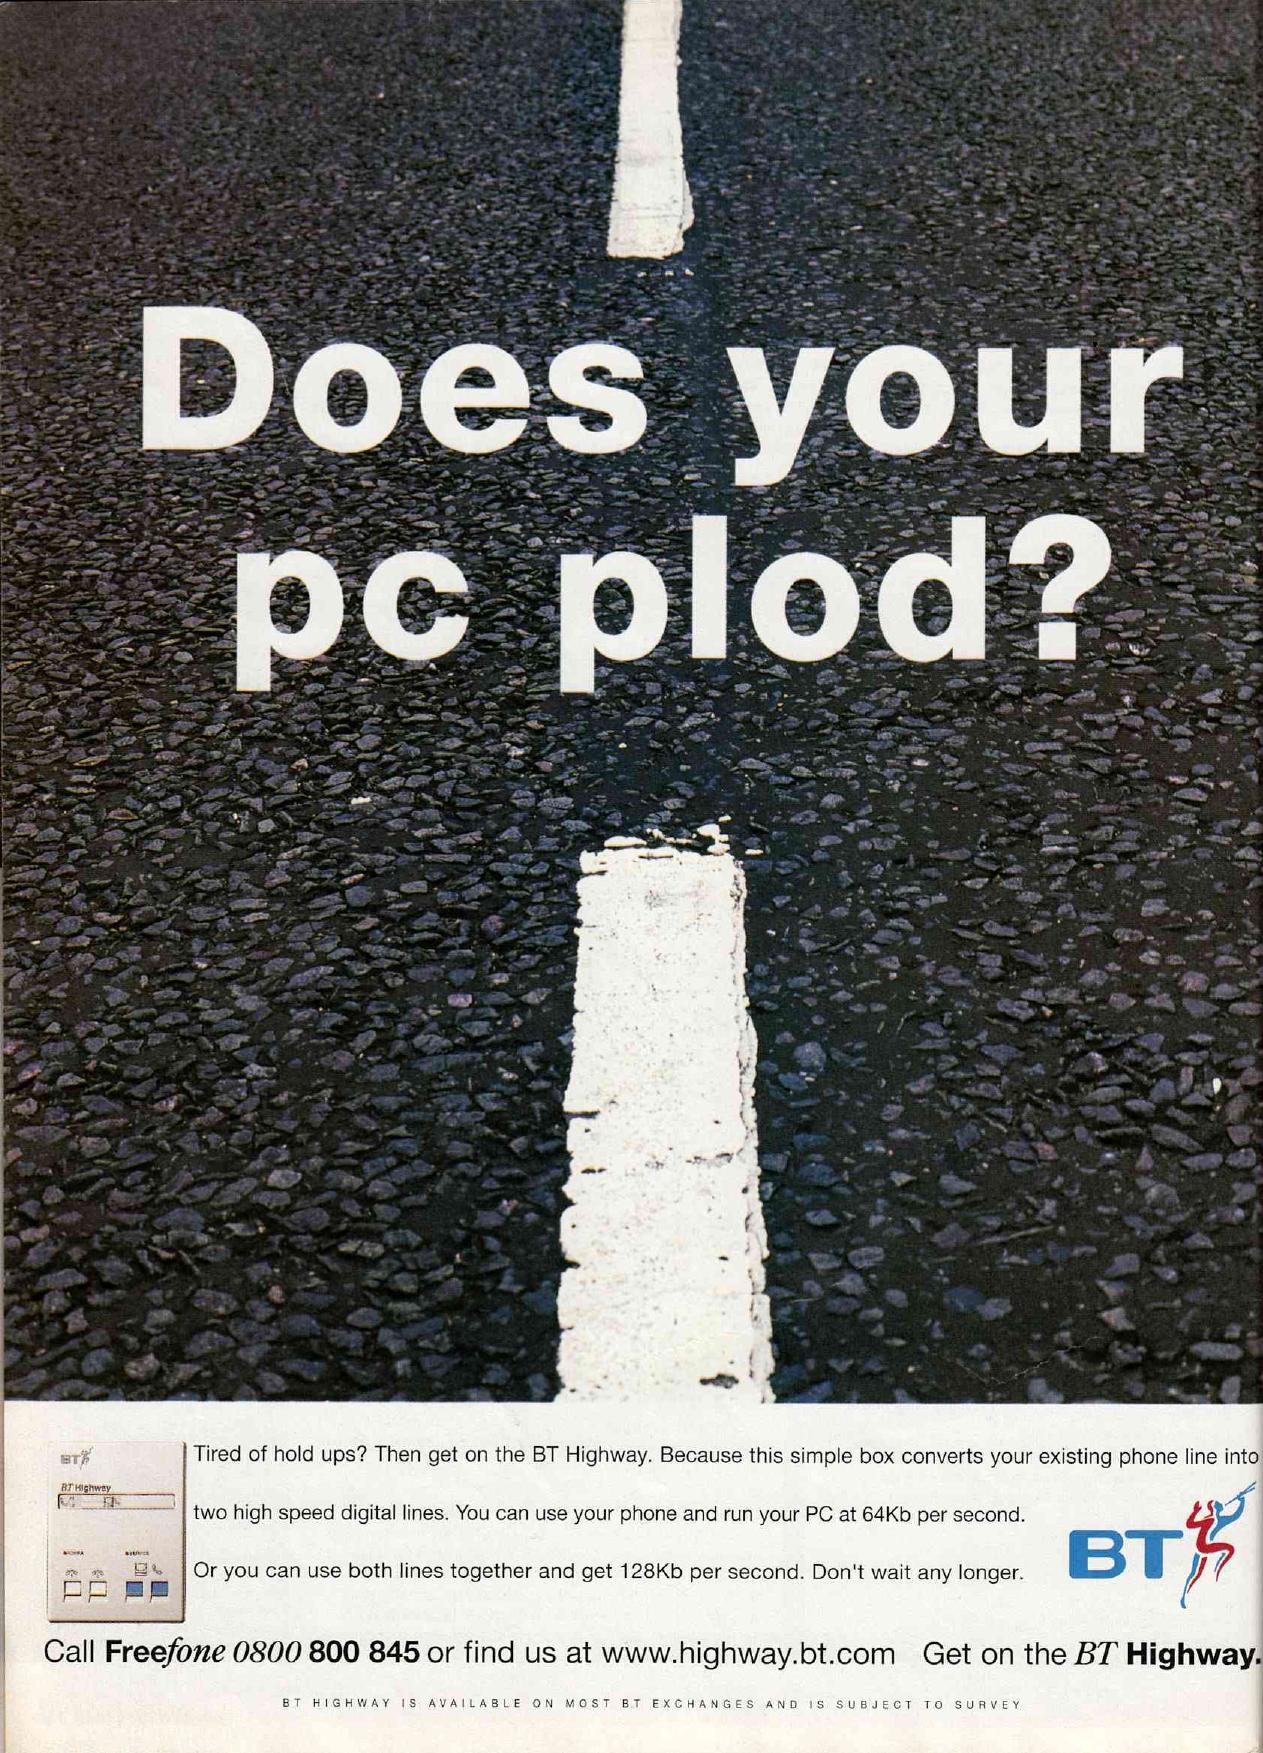 Does your
pc plod?
BT
BT Highway
Tired of hold ups? Then get on the BT Highway. Because this simple box converts your existing phone line into
two high speed digital lines. You can use your phone and run your PC at 64Kb per second.
Or you can use both lines together and get 128Kb per second. Don't wait any longer.
BT
Call Freefone 0800 800 845 or find us at www.highway.bt.com Get on the BT Highway.
BT HIGHWAY IS AVAILABLE ON MOST BT EXCHANGES AND IS SUBJECT TO SURVEY